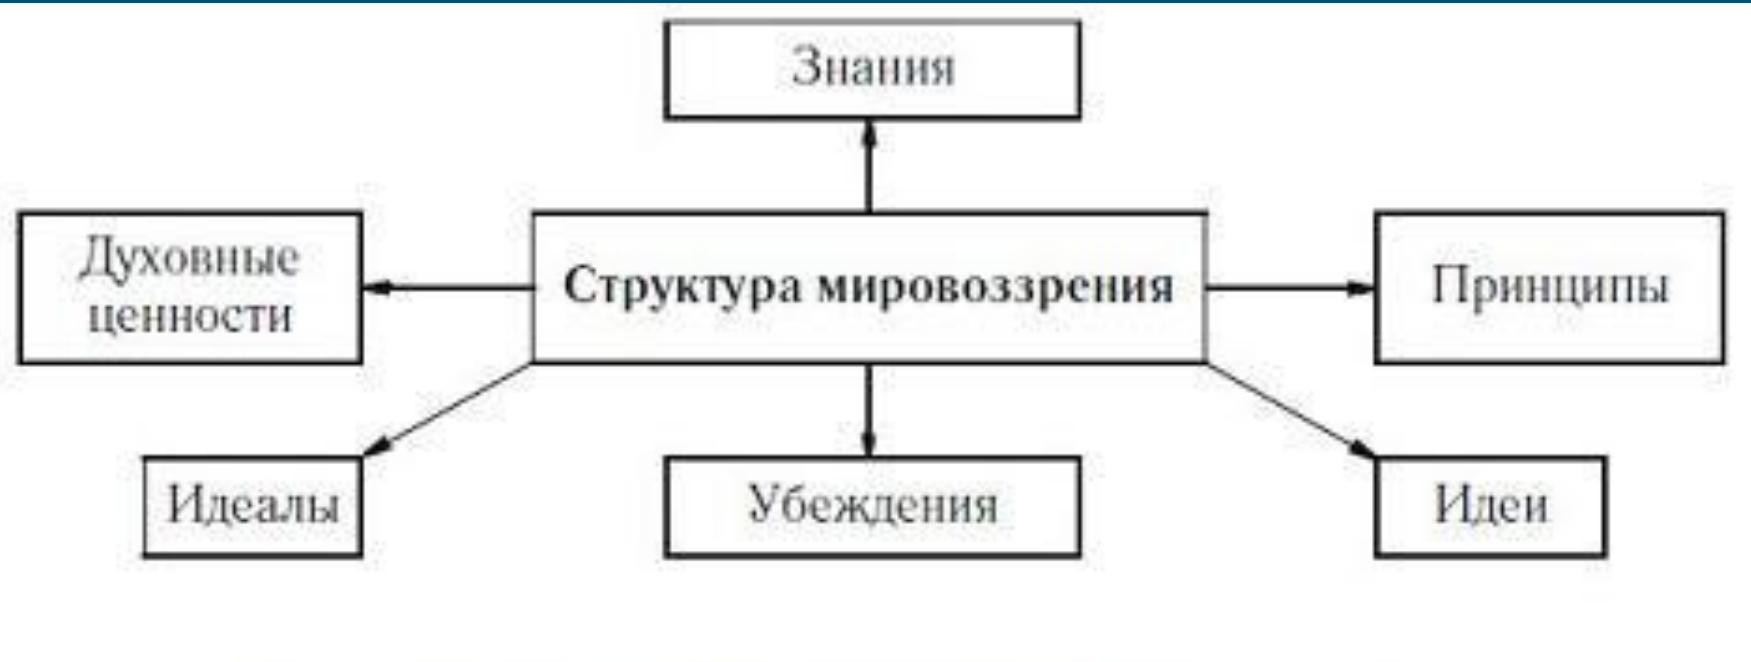 Знания
Духовные
ценности
Структура мировоззрения
Принципы
Идеалы
Убеждения
Идеи